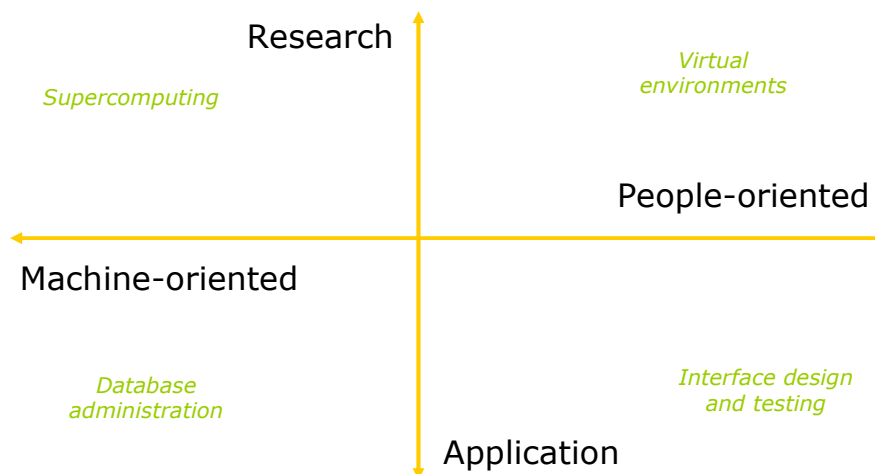 Research
Virtual
environments
Supercomputing
People-oriented
Machine-oriented
Database
administration
Interface design
and testing
Application